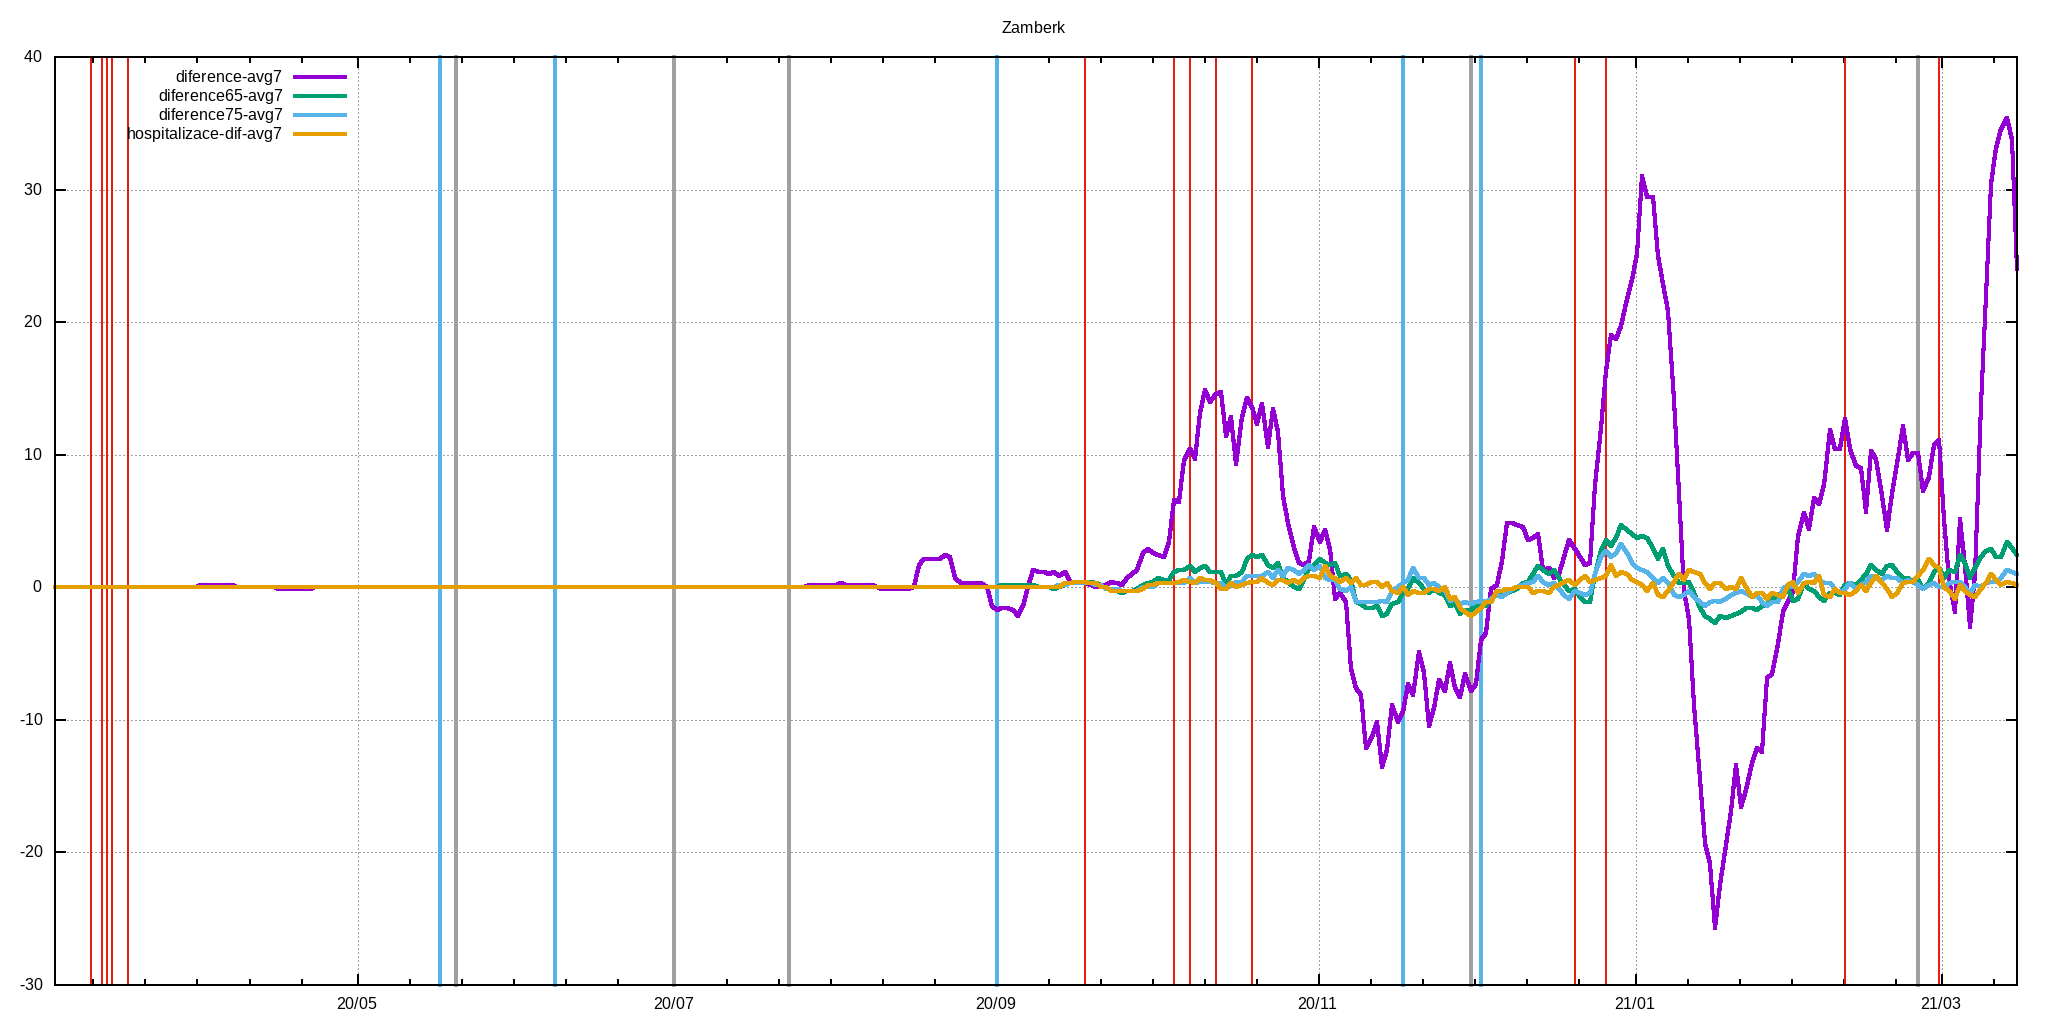 Zamberk
40
diference-avg7
diference65-avg7
diference75-avg7
hospitalizace-dif-avg7
30
20
10
0
-10
-20
-30
20/05 20/07 20/09 20/11 21/01 21/03